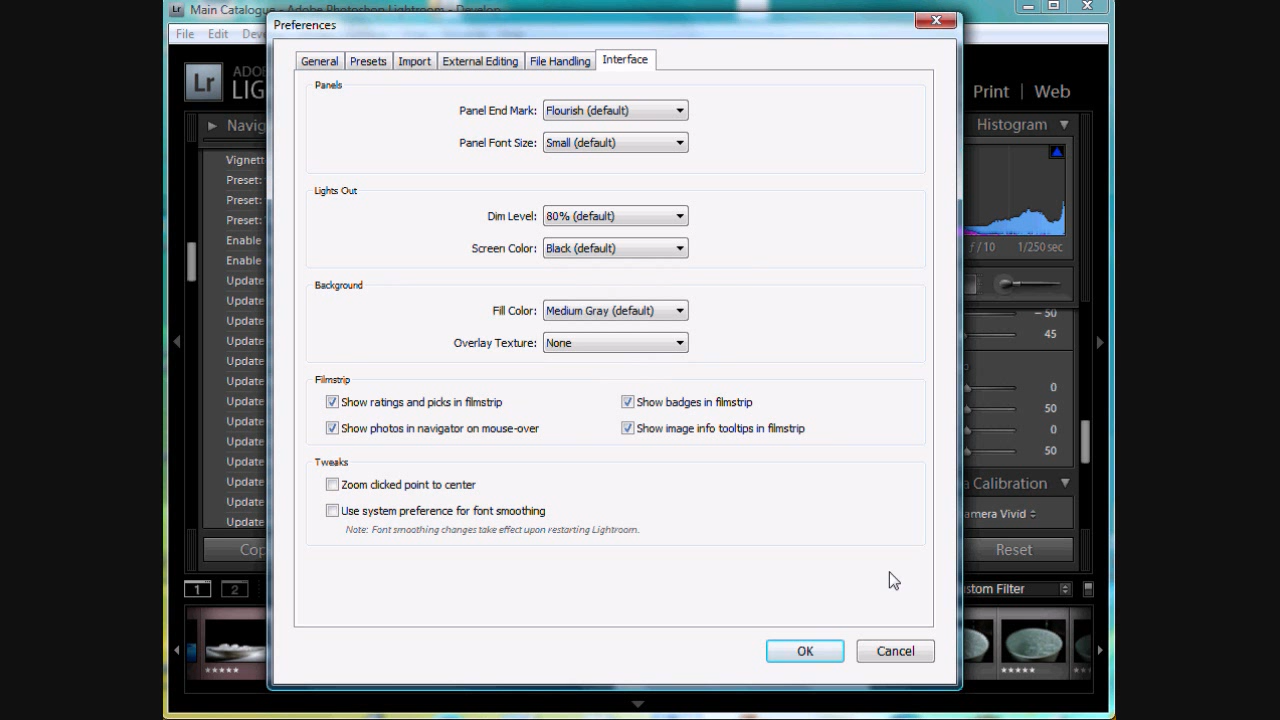 Main Catalogue - Adobe Photoshop Lightroom - Develop
File Edit
Preferences
General Presets Import External Editing File Handling Interface
Panels
Panel End Mark: Flourish (default)
Panel Font Size: Small (default)
Lights Out
Dim Level: 80% (default)
Screen Color: Black (default)
Background
Fill Color: Medium Gray (default)
Overlay Texture: None
Filmstrip
Show ratings and picks in filmstrip Show badges in filmstrip
Show photos in navigator on mouse-over Show image info tooltips in filmstrip
Tweaks
Zoom clicked point to center
Use system preference for font smoothing
Note: Font smoothing changes take effect upon restarting Lightroom.
OK Cancel
Lr
Print | Web
Histogram
f / 10 1/250 sec
Preset:
Preset:
Preset:
Enable
Enable
Update
Update
Update
Update
Update
Update
Update
Update
Update
Update
Update
Update
Update
- 50
45
0
50
0
50
Calibration
Vivid
Reset
1 2
Filter
★★★★★
★★★★★